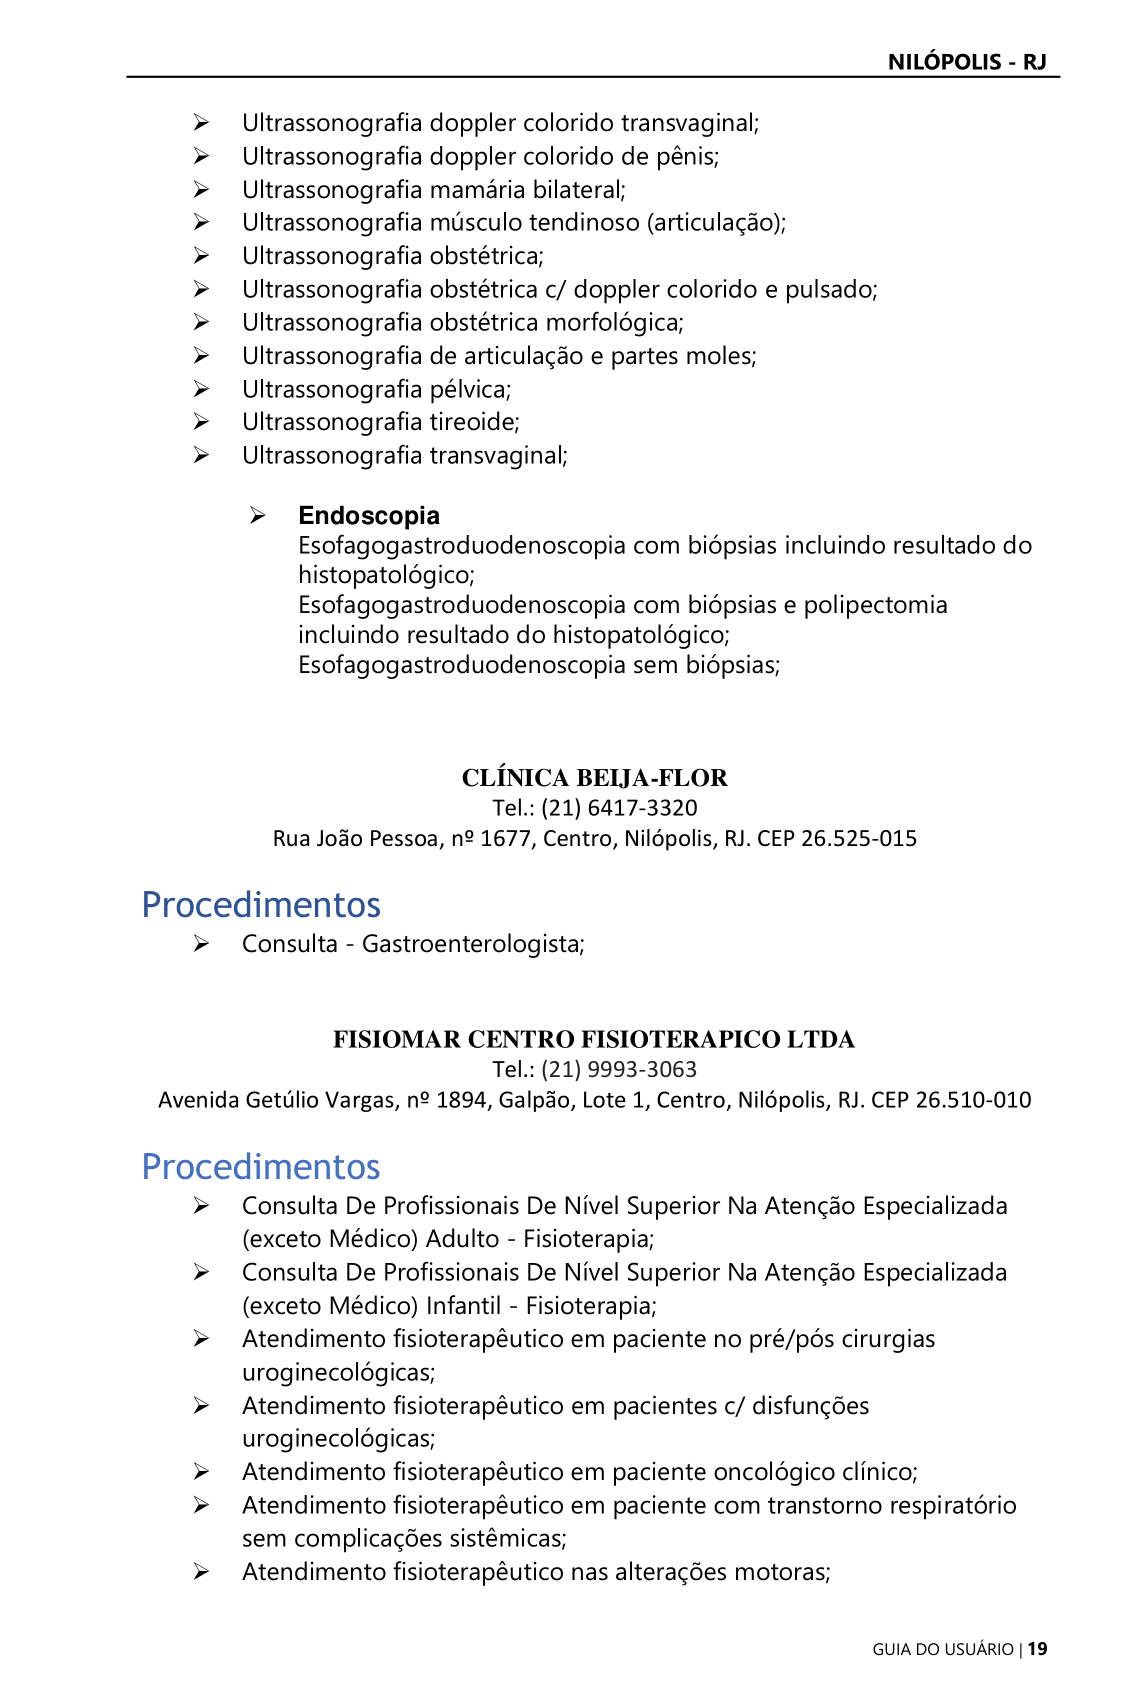 NILÓPOLIS - RJ
➢ Ultrassonografia doppler colorido transvaginal;
➢ Ultrassonografia doppler colorido de pênis;
➢ Ultrassonografia mamária bilateral;
➢ Ultrassonografia músculo tendinoso (articulação);
➢ Ultrassonografia obstétrica;
➢ Ultrassonografia obstétrica c/ doppler colorido e pulsado;
➢ Ultrassonografia obstétrica morfológica;
➢ Ultrassonografia de articulação e partes moles;
➢ Ultrassonografia pélvica;
➢ Ultrassonografia tireoide;
➢ Ultrassonografia transvaginal;
➢ Endoscopia
Esofagogastroduodenoscopia com biópsias incluindo resultado do
histopatológico;
Esofagogastroduodenoscopia com biópsias e polipectomia
incluindo resultado do histopatológico;
Esofagogastroduodenoscopia sem biópsias;
CLÍNICA BEIJA-FLOR
Tel.: (21) 6417-3320
Rua João Pessoa, nº 1677, Centro, Nilópolis, RJ. CEP 26.525-015
Procedimentos
➢ Consulta - Gastroenterologista;
FISIOMAR CENTRO FISIOTERAPICO LTDA
Tel.: (21) 9993-3063
Avenida Getúlio Vargas, nº 1894, Galpão, Lote 1, Centro, Nilópolis, RJ. CEP 26.510-010
Procedimentos
➢ Consulta De Profissionais De Nível Superior Na Atenção Especializada
(exceto Médico) Adulto - Fisioterapia;
➢ Consulta De Profissionais De Nível Superior Na Atenção Especializada
(exceto Médico) Infantil - Fisioterapia;
➢ Atendimento fisioterapêutico em paciente no pré/pós cirurgias
uroginecológicas;
➢ Atendimento fisioterapêutico em pacientes c/ disfunções
uroginecológicas;
➢ Atendimento fisioterapêutico em paciente oncológico clínico;
➢ Atendimento fisioterapêutico em paciente com transtorno respiratório
sem complicações sistêmicas;
➢ Atendimento fisioterapêutico nas alterações motoras;
GUIA DO USUÁRIO | 19